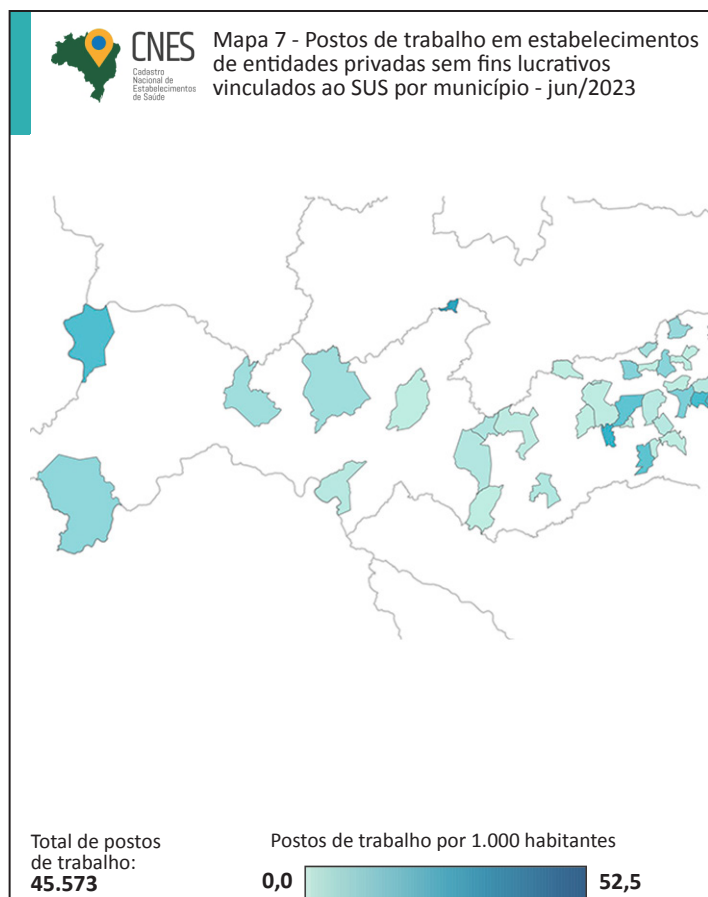 CNES
Cadastro
Nacional de
Estabelecimentos
de Saúde
Mapa 7 - Postos de trabalho em estabelecimentos
de entidades privadas sem fins lucrativos
vinculados ao SUS por município - jun/2023
Total de postos
de trabalho:
45.573
Postos de trabalho por 1.000 habitantes
0,0
52,5